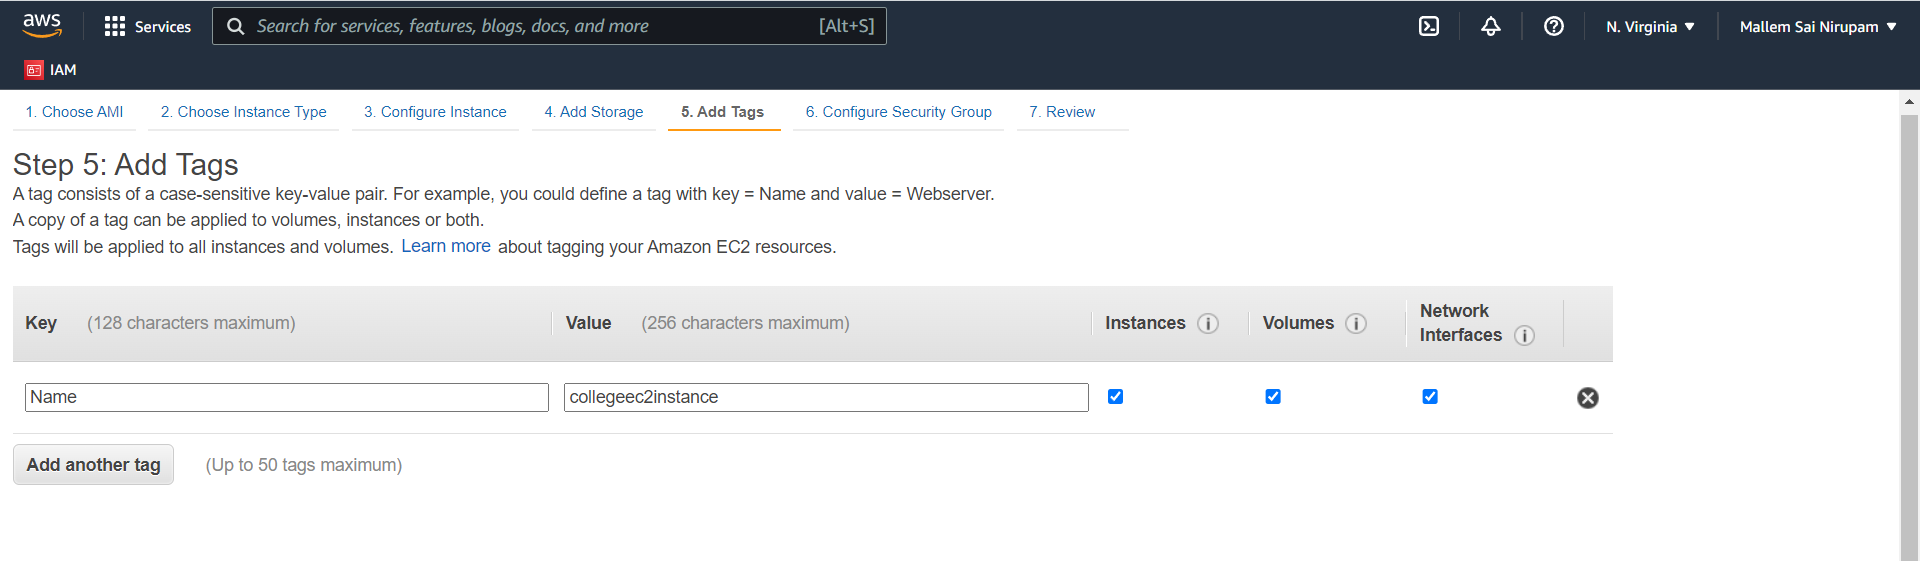 aws Services Search for services, features, blogs, docs, and more [Alt+S] N. Virginia Mallem Sai Nirupam
IAM
1. Choose AMI 2. Choose Instance Type 3. Configure Instance 4. Add Storage 5. Add Tags 6. Configure Security Group 7. Review
Step 5: Add Tags
A tag consists of a case-sensitive key-value pair. For example, you could define a tag with key = Name and value = Webserver.
A copy of a tag can be applied to volumes, instances or both.
Tags will be applied to all instances and volumes. Learn more about tagging your Amazon EC2 resources.
Key (128 characters maximum) Value (256 characters maximum) Instances Volumes Network Interfaces
Name collegeec2instance
Add another tag (Up to 50 tags maximum)